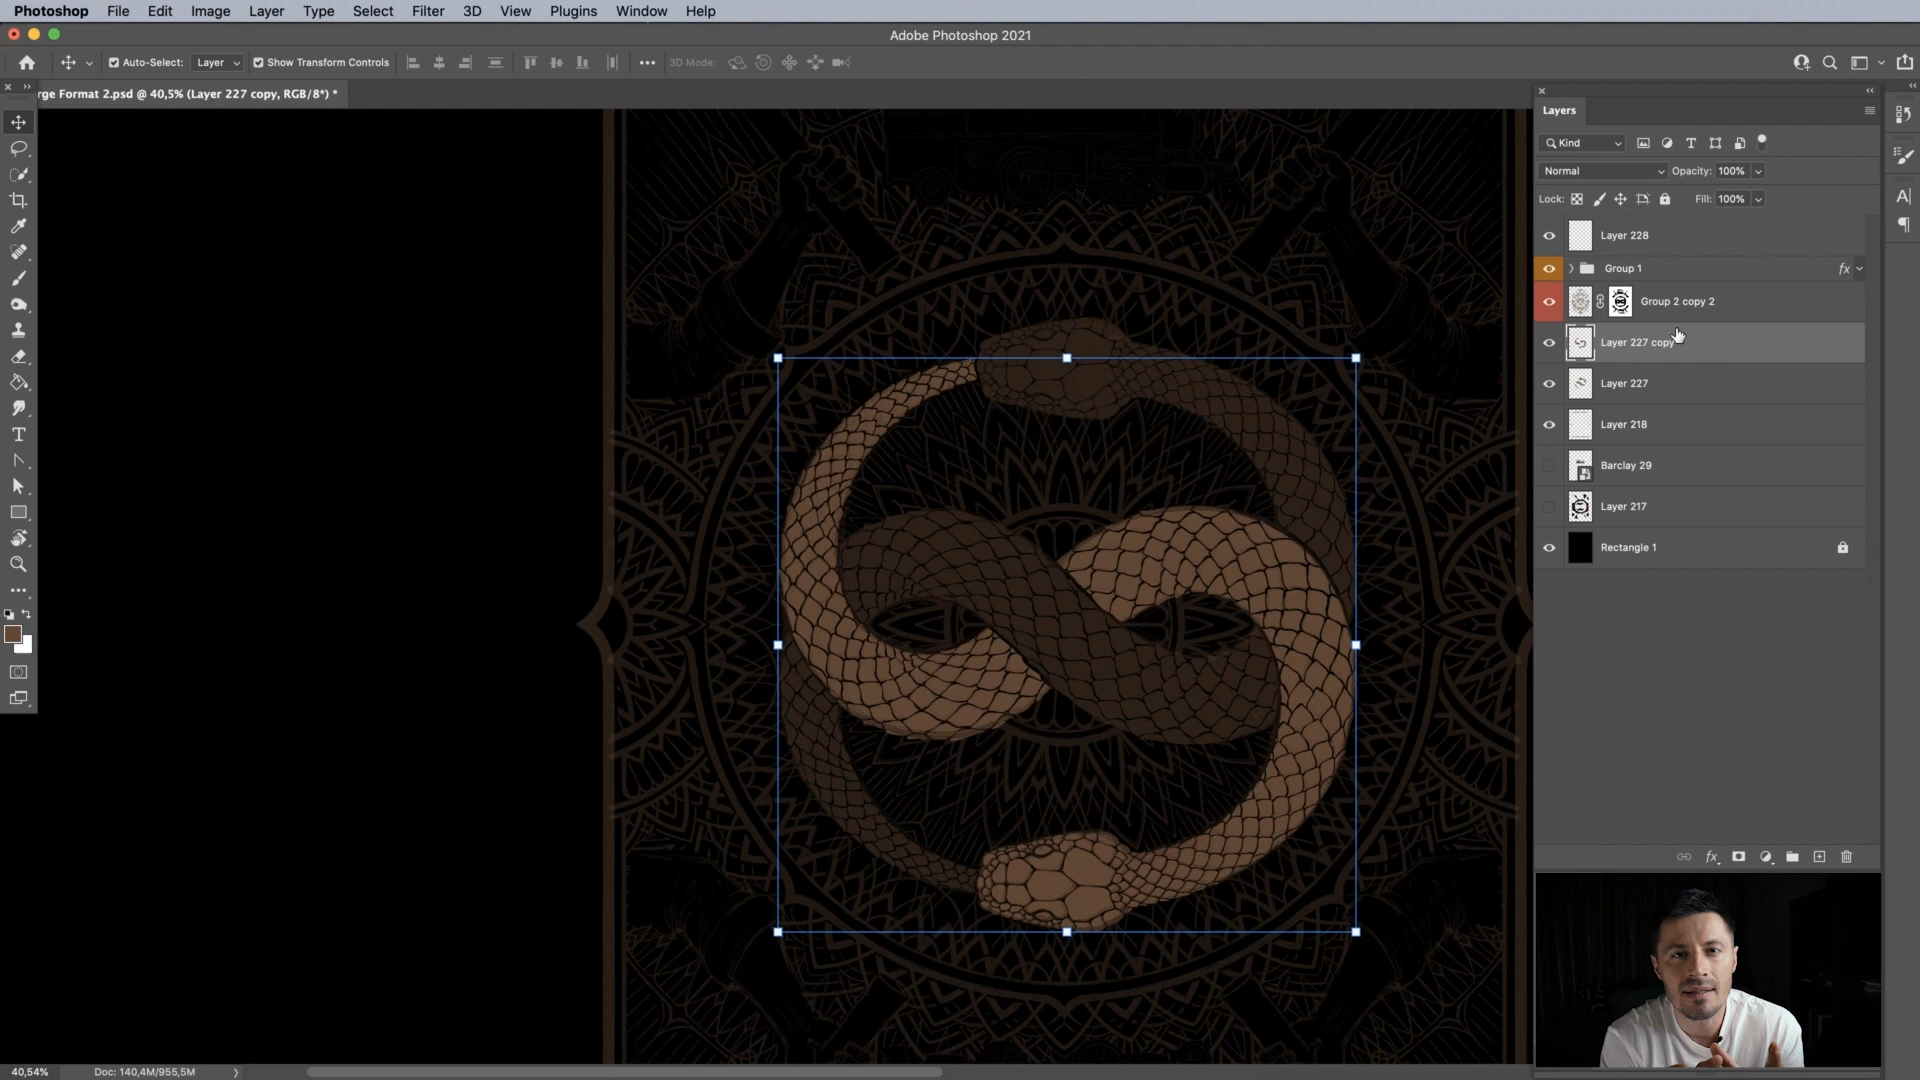 Photoshop File Edit Image Layer Type Select Filter 3D View Plugins Window Help
Adobe Photoshop 2021
Auto-Select: Layer Show Transform Controls 3D Mode:
rge Format 2.psd @ 40,5% (Layer 227 copy, RGB/8*) *
Layers
Kind
Normal Opacity: 100%
Lock: Fill: 100%
Layer 228
Group 1 fx
Group 2 copy 2
Layer 227 copy
Layer 227
Layer 218
Barclay 29
Layer 217
Rectangle 1
fx
40,54% Doc: 140,4M/955,5M